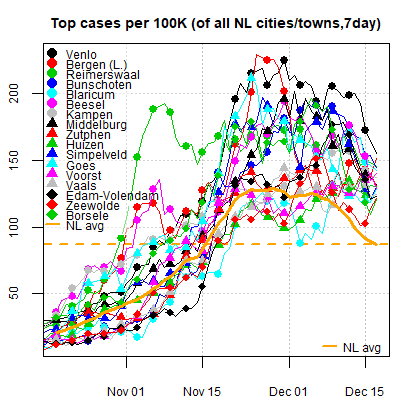 Top cases per 100K (of all NL cities/towns,7day)
Venlo
Bergen (L.)
Reimerswaal
Bunschoten
Blaricum
Beesel
Kampen
Middelburg
Zutphen
Huizen
Simpelveld
Goes
Voorst
Vaals
Edam-Volendam
Zeewolde
Borsele
NL avg
200
150
100
50
NL avg
Nov 01 Nov 15 Dec 01 Dec 15